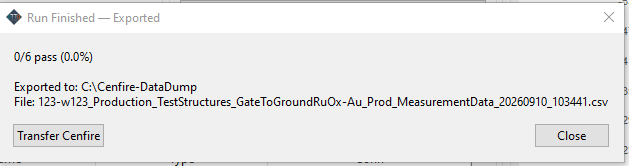 Run Finished — Exported
0/6 pass (0.0%)
Exported to: C:\Cenfire-DataDump
File: 123-w123_Production_TestStructures_GateToGroundRuOx-Au_Prod_MeasurementData_20260910_103441.csv
Transfer Cenfire
Close